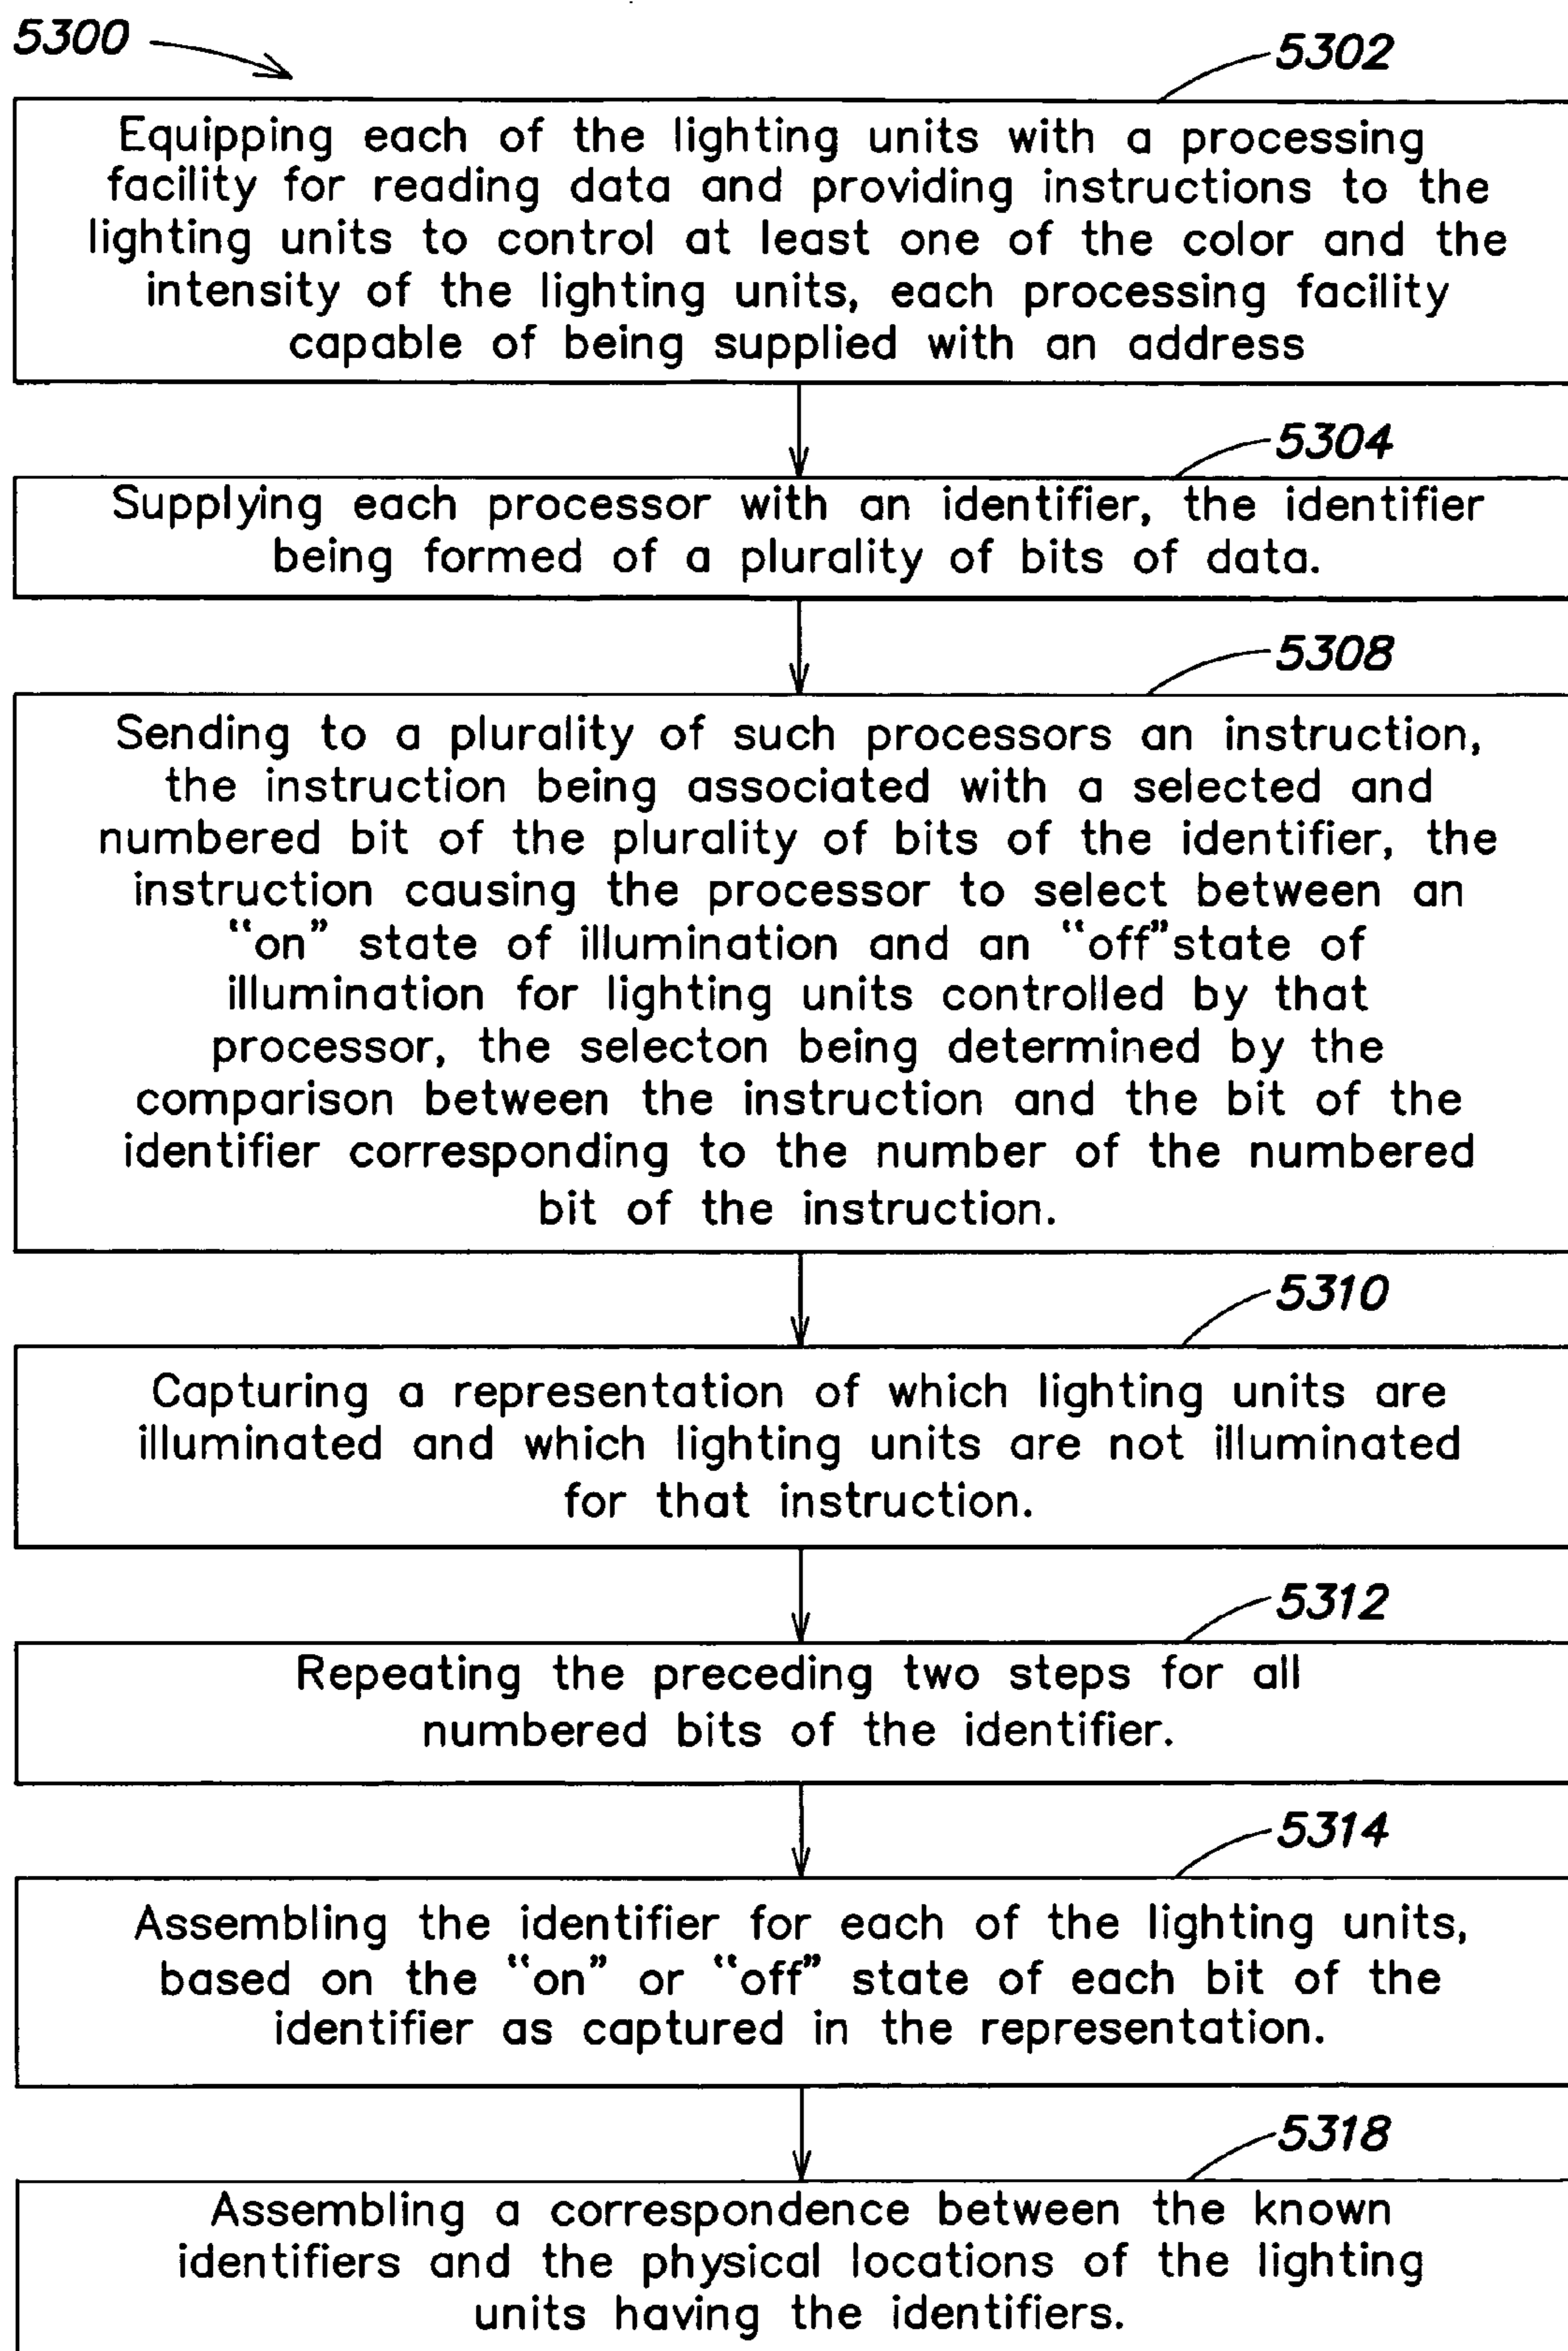 5300
5302
Equipping each of the lighting units with a processing
facility for reading data and providing instructions to the
lighting units to control at least one of the color and the
intensity of the lighting units, each processing facility
capable of being supplied with an address
5304
Supplying each processor with an identifier, the identifier
being formed of a plurality of bits of data.
5308
Sending to a plurality of such processors an instruction,
the instruction being associated with a selected and
numbered bit of the plurality of bits of the identifier, the
instruction causing the processor to select between an
“on” state of illumination and an “off”state of
illumination for lighting units controlled by that
processor, the selecton being determined by the
comparison between the instruction and the bit of the
identifier corresponding to the number of the numbered
bit of the instruction.
5310
Capturing a representation of which lighting units are
illuminated and which lighting units are not illuminated
for that instruction.
5312
Repeating the preceding two steps for all
numbered bits of the identifier.
5314
Assembling the identifier for each of the lighting units,
based on the “on” or “off” state of each bit of the
identifier as captured in the representation.
5318
Assembling a correspondence between the known
identifiers and the physical locations of the lighting
units having the identifiers.